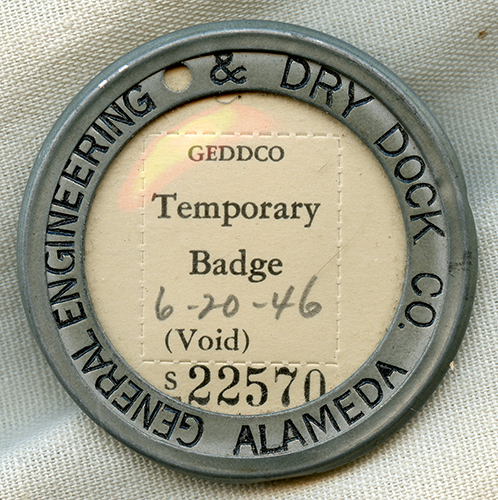 GENERAL ENGINEERING & DRY DOCK CO.
ALAMEDA
GEDDCO
Temporary
Badge
6-20-46
(Void)
S 22570